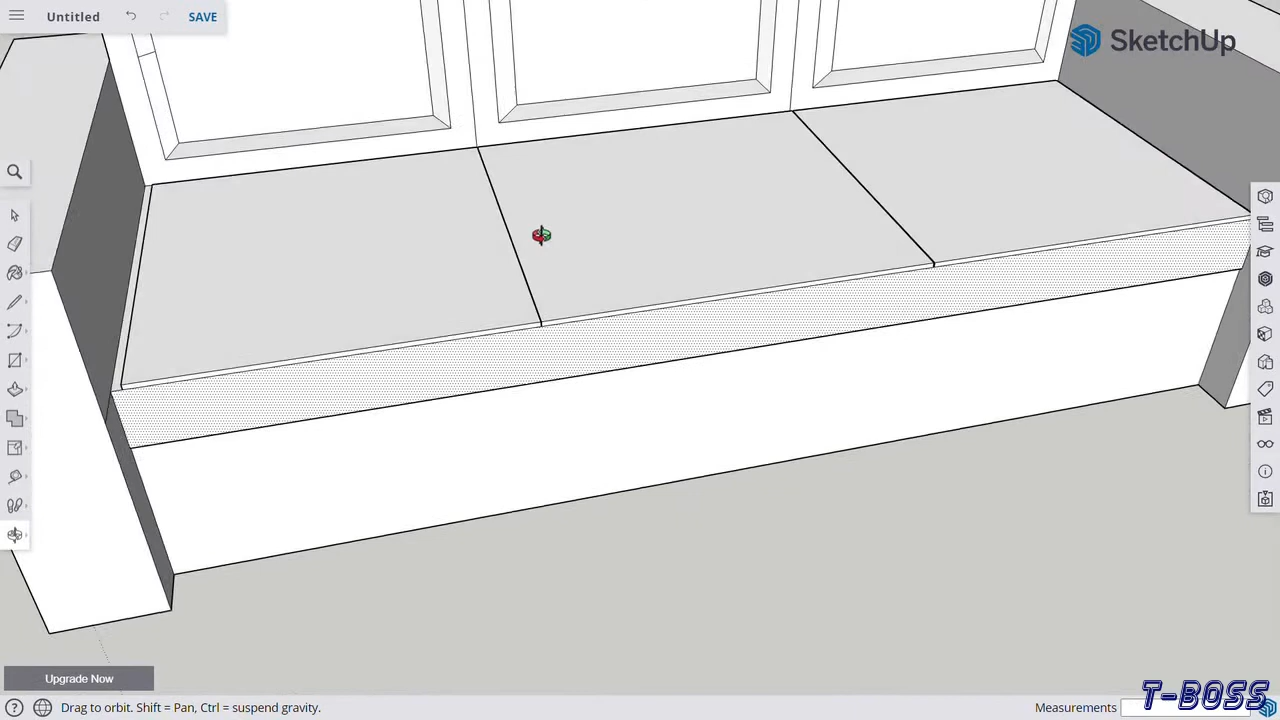 Untitled
SAVE
SketchUp
Upgrade Now
Drag to orbit. Shift = Pan, Ctrl = suspend gravity.
Measurements
T-BOSS